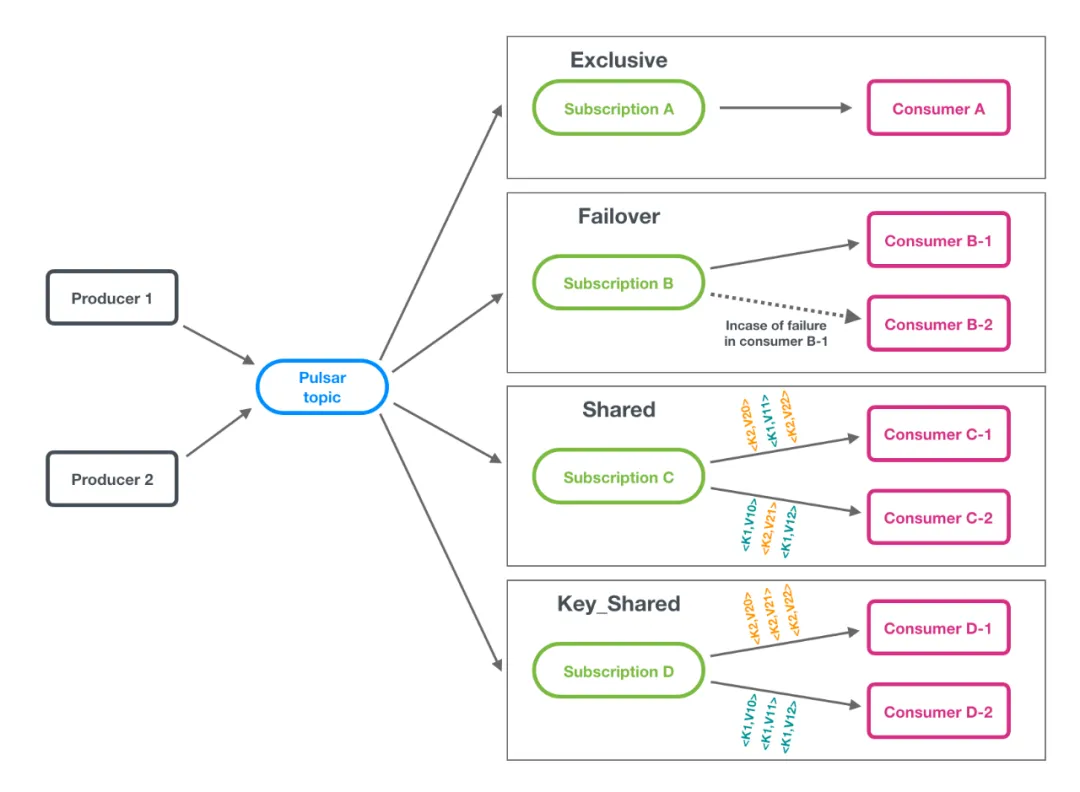 Producer 1
Producer 2
Pulsar
topic
Exclusive
Subscription A
Consumer A
Failover
Subscription B
Consumer B-1
Consumer B-2
Incase of failure
in consumer B-1
Shared
Subscription C
<K2,V20>
<K1,V11>
<K2,V22>
Consumer C-1
<K1,V10>
<K2,V21>
<K1,V12>
Consumer C-2
Key_Shared
Subscription D
<K2,V20>
<K2,V21>
<K2,V22>
Consumer D-1
<K1,V10>
<K1,V11>
<K1,V12>
Consumer D-2